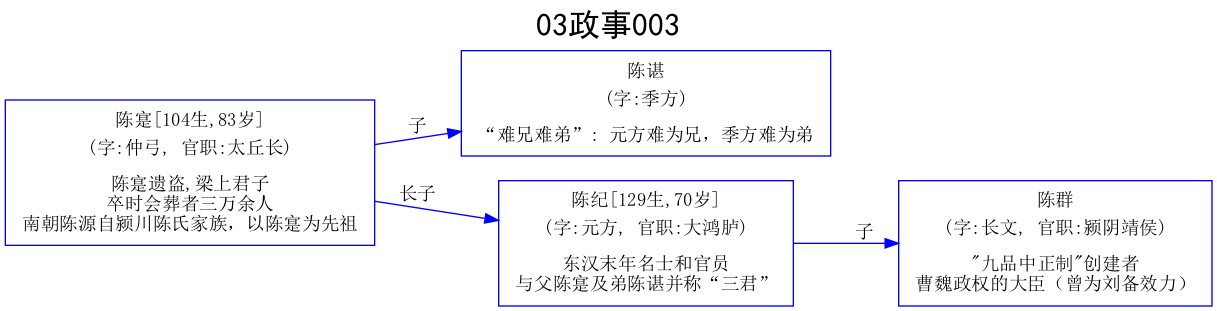 03政事003
陈谌
(字:季方)
“难兄难弟”: 元方难为兄，季方难为弟
陈寔[104生,83岁]
(字:仲弓, 官职:太丘长)
陈寔遗盗,梁上君子
卒时会葬者三万余人
南朝陈源自颍川陈氏家族，以陈寔为先祖
子
长子
陈纪[129生,70岁]
(字:元方, 官职:大鸿胪)
东汉末年名士和官员
与父陈寔及弟陈谌并称“三君”
子
陈群
(字:长文, 官职:颍阴靖侯)
"九品中正制"创建者
曹魏政权的大臣（曾为刘备效力）